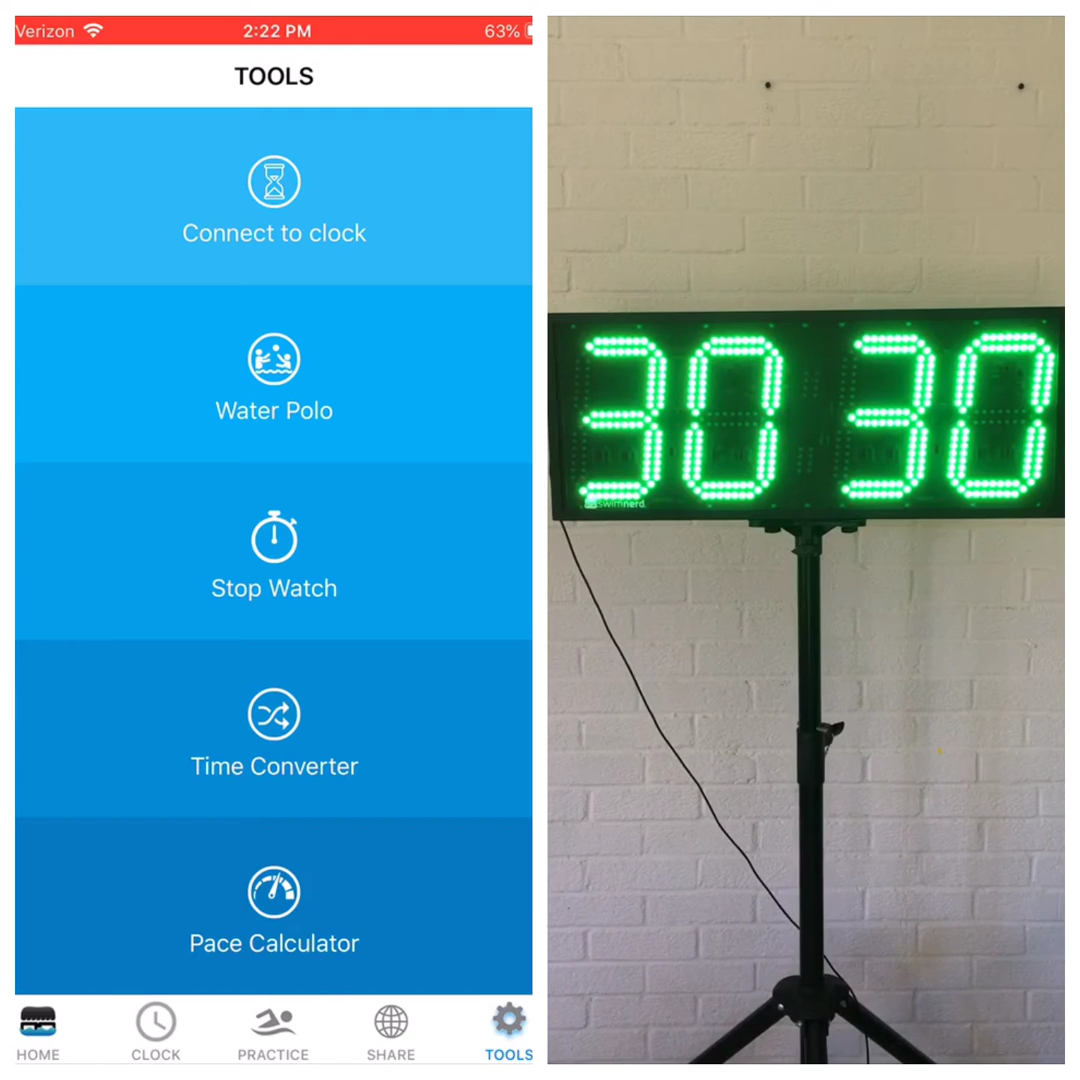 Verizon 2:22 PM 63%
TOOLS
Connect to clock
Water Polo
Stop Watch
Time Converter
Pace Calculator
HOME CLOCK PRACTICE SHARE TOOLS
30 30
swimnerd